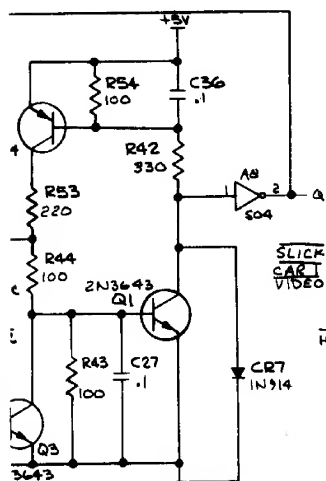 +5V
R54
100
C36
.1
4
R42
330
A8
1
2
Q
S04
R53
220
R44
100
SLICK
CAR 1
VIDEO
2N3643
Q1
C
R43
100
C27
.1
CR7
1N914
Q3
3643